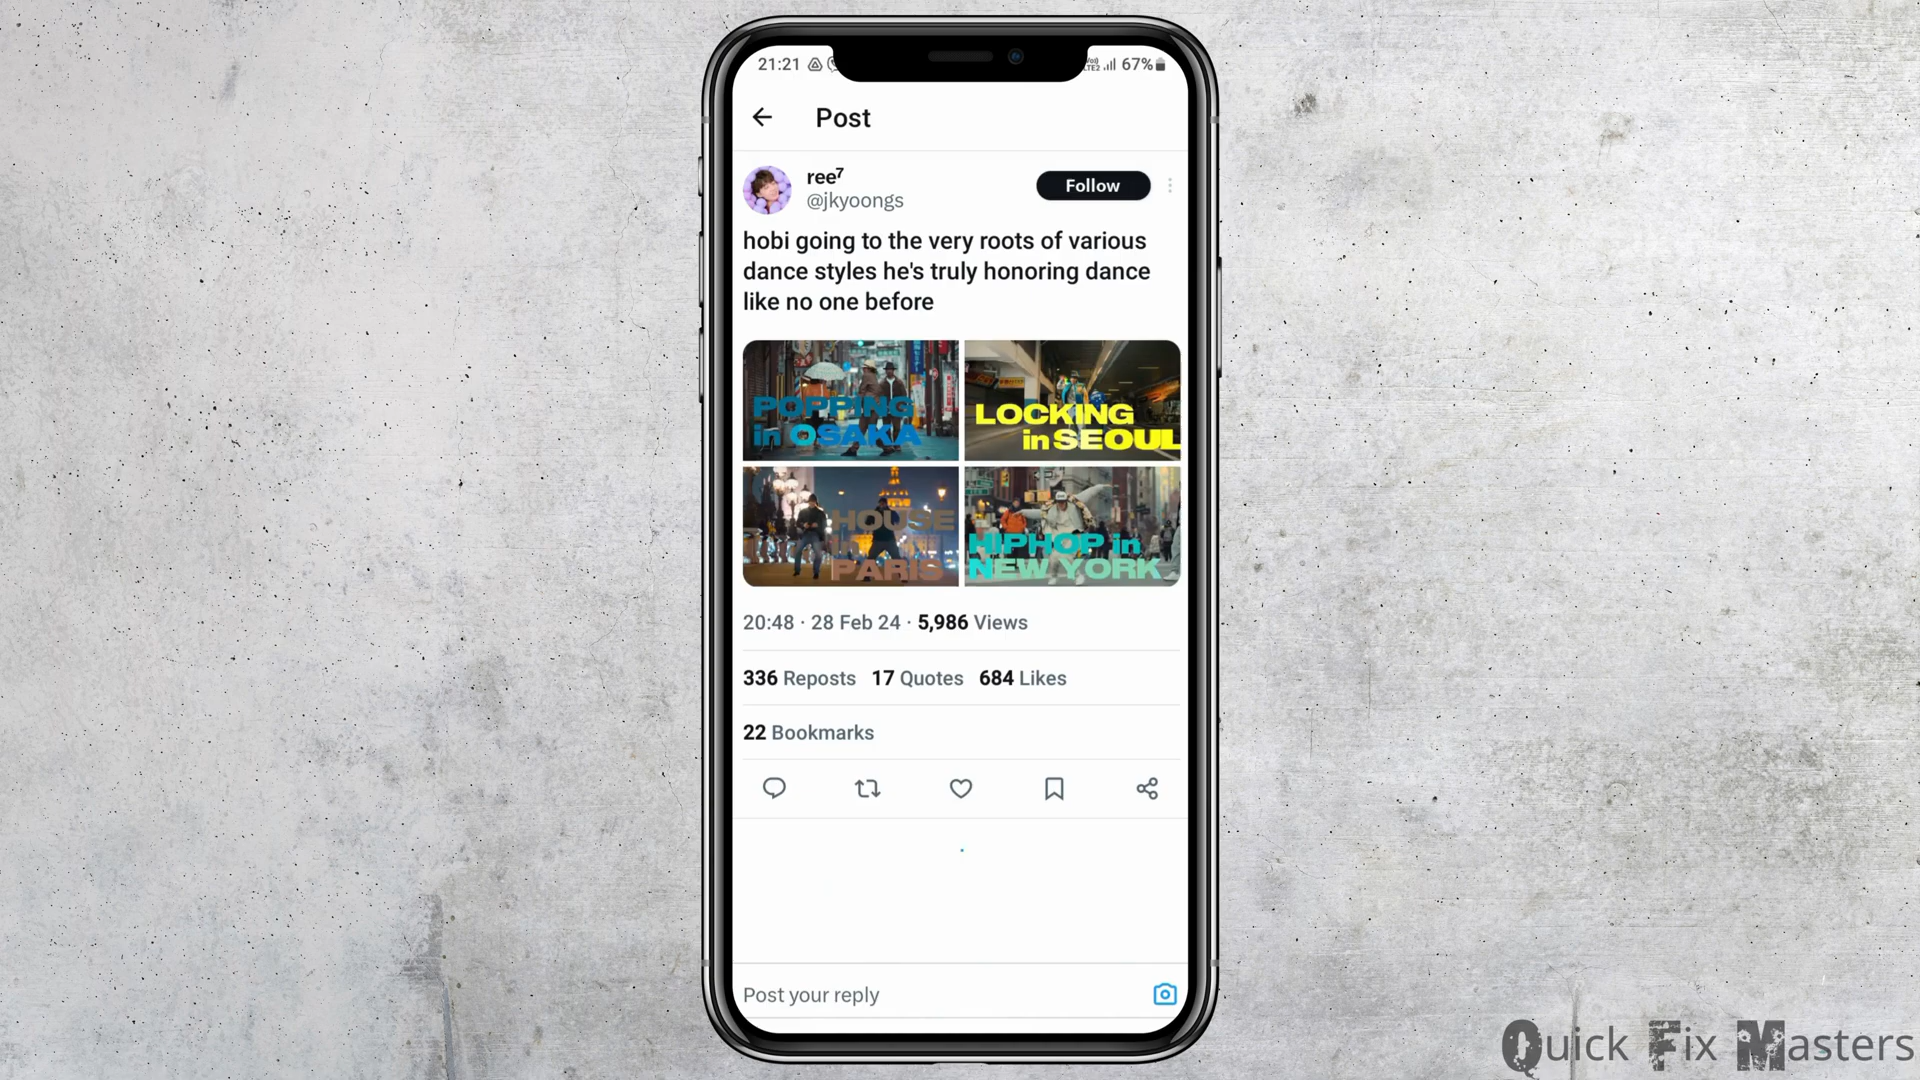 21:21
67%
Post
ree⁷
@jkyoongs
Follow
hobi going to the very roots of various
dance styles he's truly honoring dance
like no one before
POPPING
in OSAKA
LOCKING
in SEOUL
HOUSE
in
PARIS
HIPHOP in
NEW YORK
20:48 · 28 Feb 24 · 5,986 Views
336 Reposts 17 Quotes 684 Likes
22 Bookmarks
Post your reply
Quick Fix Masters